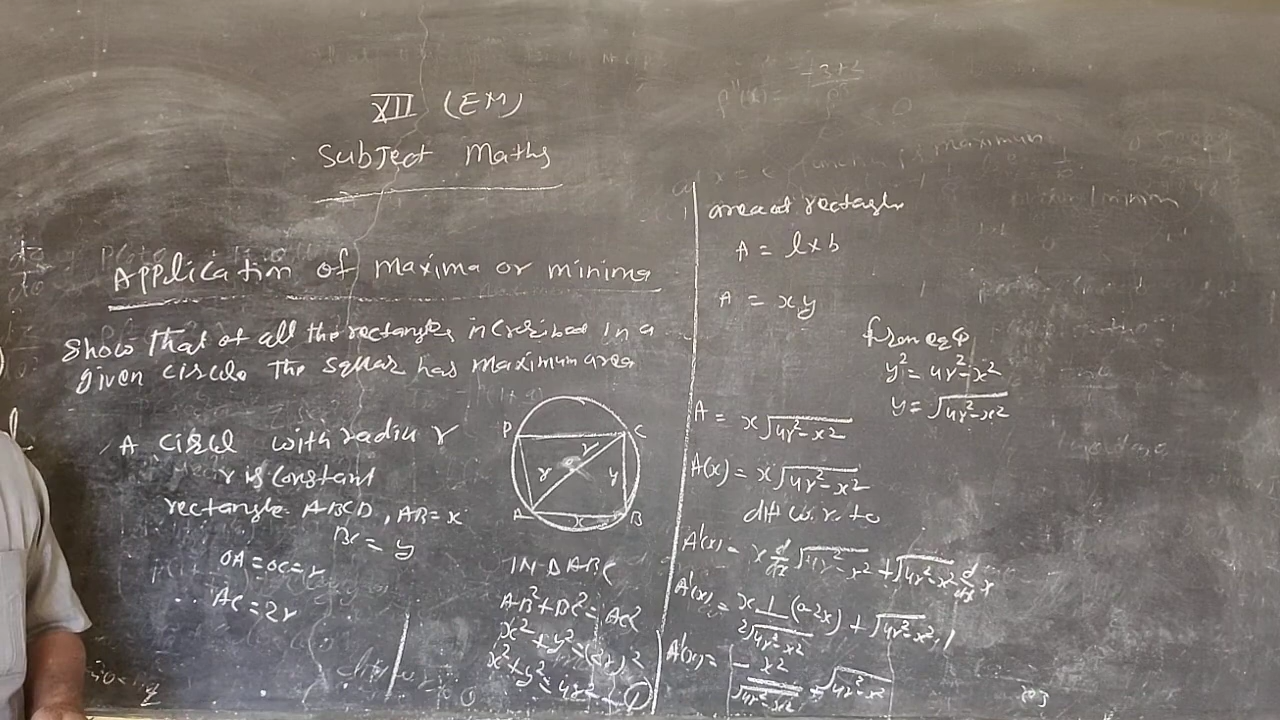 XII (EM)
Subject Maths
Application of maxima or minima
Show that of all the rectangles inscribed in a
given circle the squar has maximum area
A circl with radiu r
r is constant
rectangle ABCD, AB = x
BC = y
OA = OC = r
∴ AC = 2r
D C
r r y
A x B
IN Δ ABC
AB² + BC² = AC²
x² + y² = (2r)²
x² + y² = 4r² - ①
area of rectangle
A = l × b
A = xy
from eq ①
y² = 4r² - x²
y = √4r² - x²
A = x √4r² - x²
A(x) = x √4r² - x²
diff w. r. to
A'(x) = x d/dx √4r² - x² + √4r² - x² d/dx x
A'(x) = x 1/2√4r² - x² (0 - 2x) + √4r² - x² . 1
A'(x) = - x²/√4r² - x² + √4r² - x²